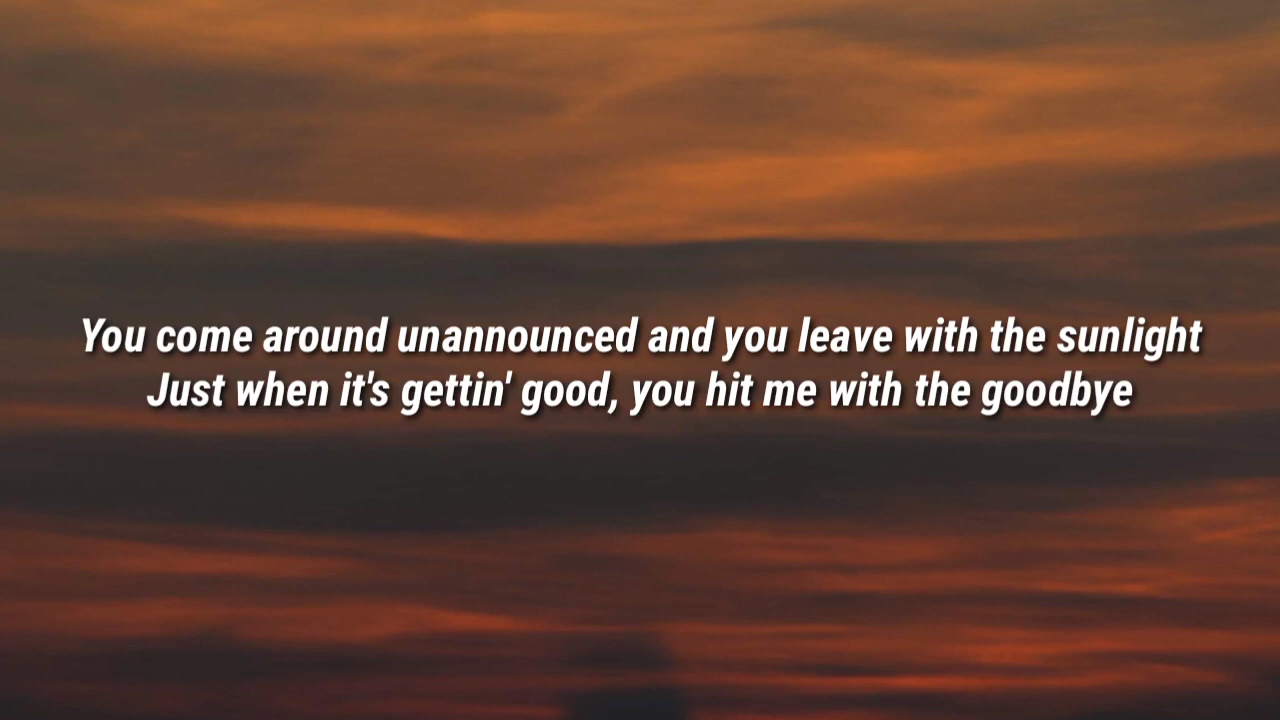 You come around unannounced and you leave with the sunlight
Just when it's gettin' good, you hit me with the goodbye